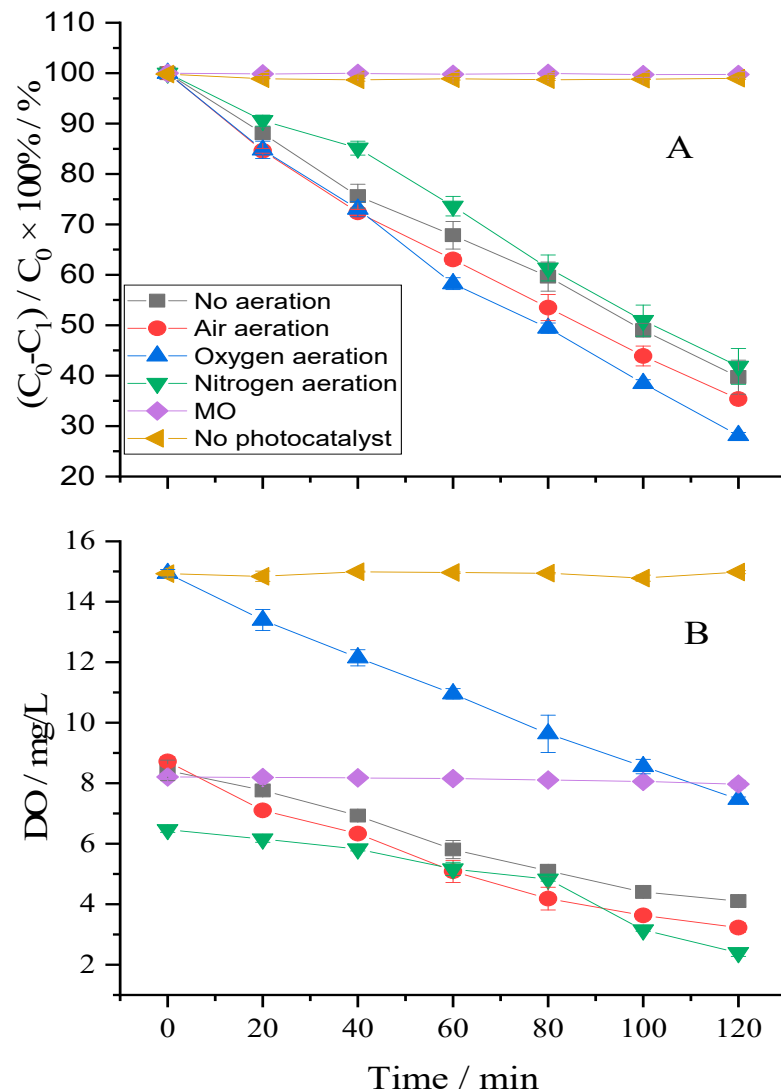 110
100
90
80
70
60
50
40
30
20
(C₀-C₁) / C₀ × 100% / %
A
No aeration
Air aeration
Oxygen aeration
Nitrogen aeration
MO
No photocatalyst
16
14
12
10
8
6
4
2
DO / mg/L
B
0 20 40 60 80 100 120
Time / min